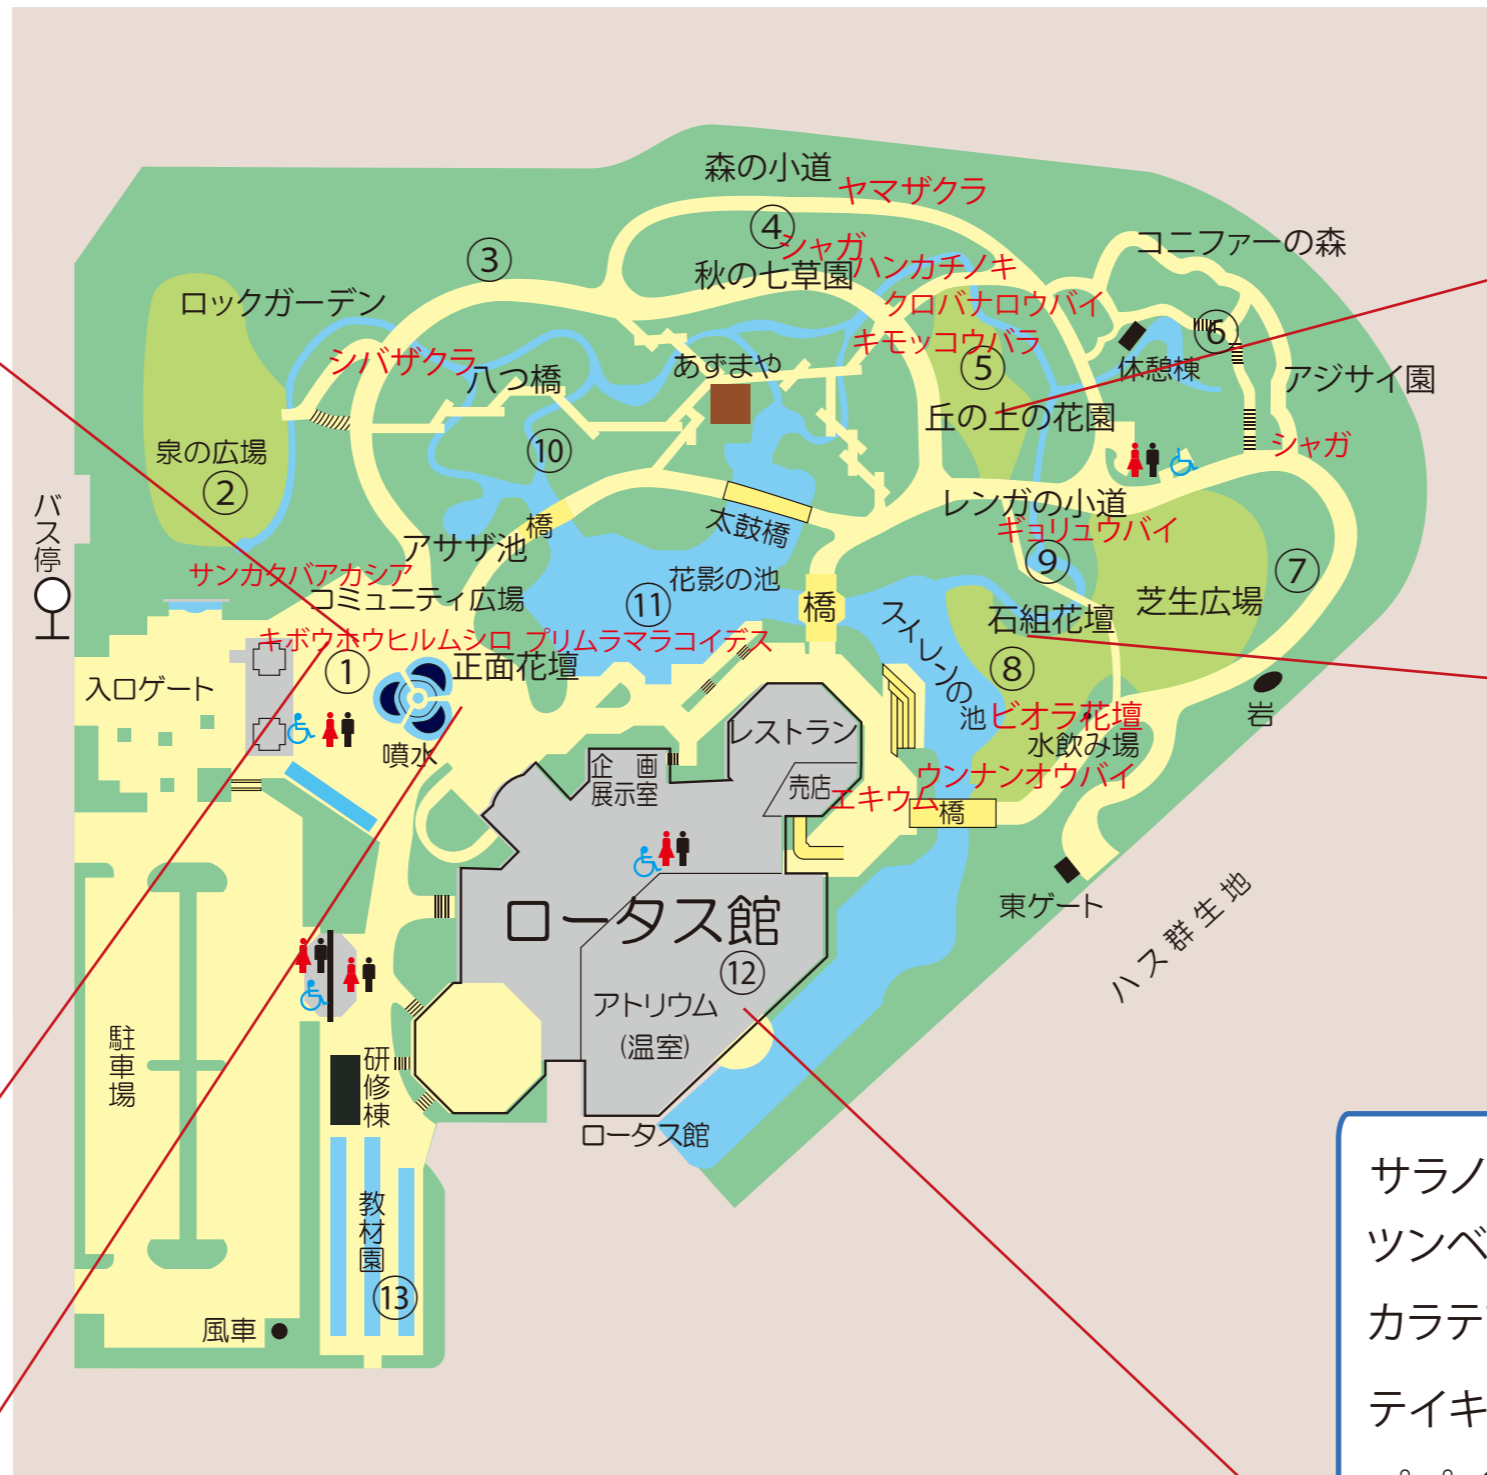 森の小道
ヤマザクラ
④
シャガ
コニファーの森
③
秋の七草園
ハンカチノキ
ロックガーデン
クロバナロウバイ
⑥
シバザクラ
キモッコウバラ
八つ橋
あずまや
⑤
体憩棟
アジサイ園
丘の上の花園
泉の広場
⑩
シャガ
②
バス停
レンガの小道
橋
太鼓橋
ギョリュウバイ
アサザ池
⑨
サンカクバアカシア
花影の池
⑦
コミュニティ広場
⑪
橋
芝生広場
ストレンの池
石組花壇
キボウホウヒルムシロ
プリムラマラコイデス
①
正面花壇
⑧
入口ゲート
ビオラ花壇
岩
噴水
レストラン
水飲み場
企画
展示室
売店
ウンナンオウバイ
エキウム
橋
東ゲート
ハス群生地
ロータス館
⑫
アトリウム
(温室)
駐車場
研修棟
ロータス館
教材園
⑬
風車
サラノ
ツンベ
カラテ
テイキ